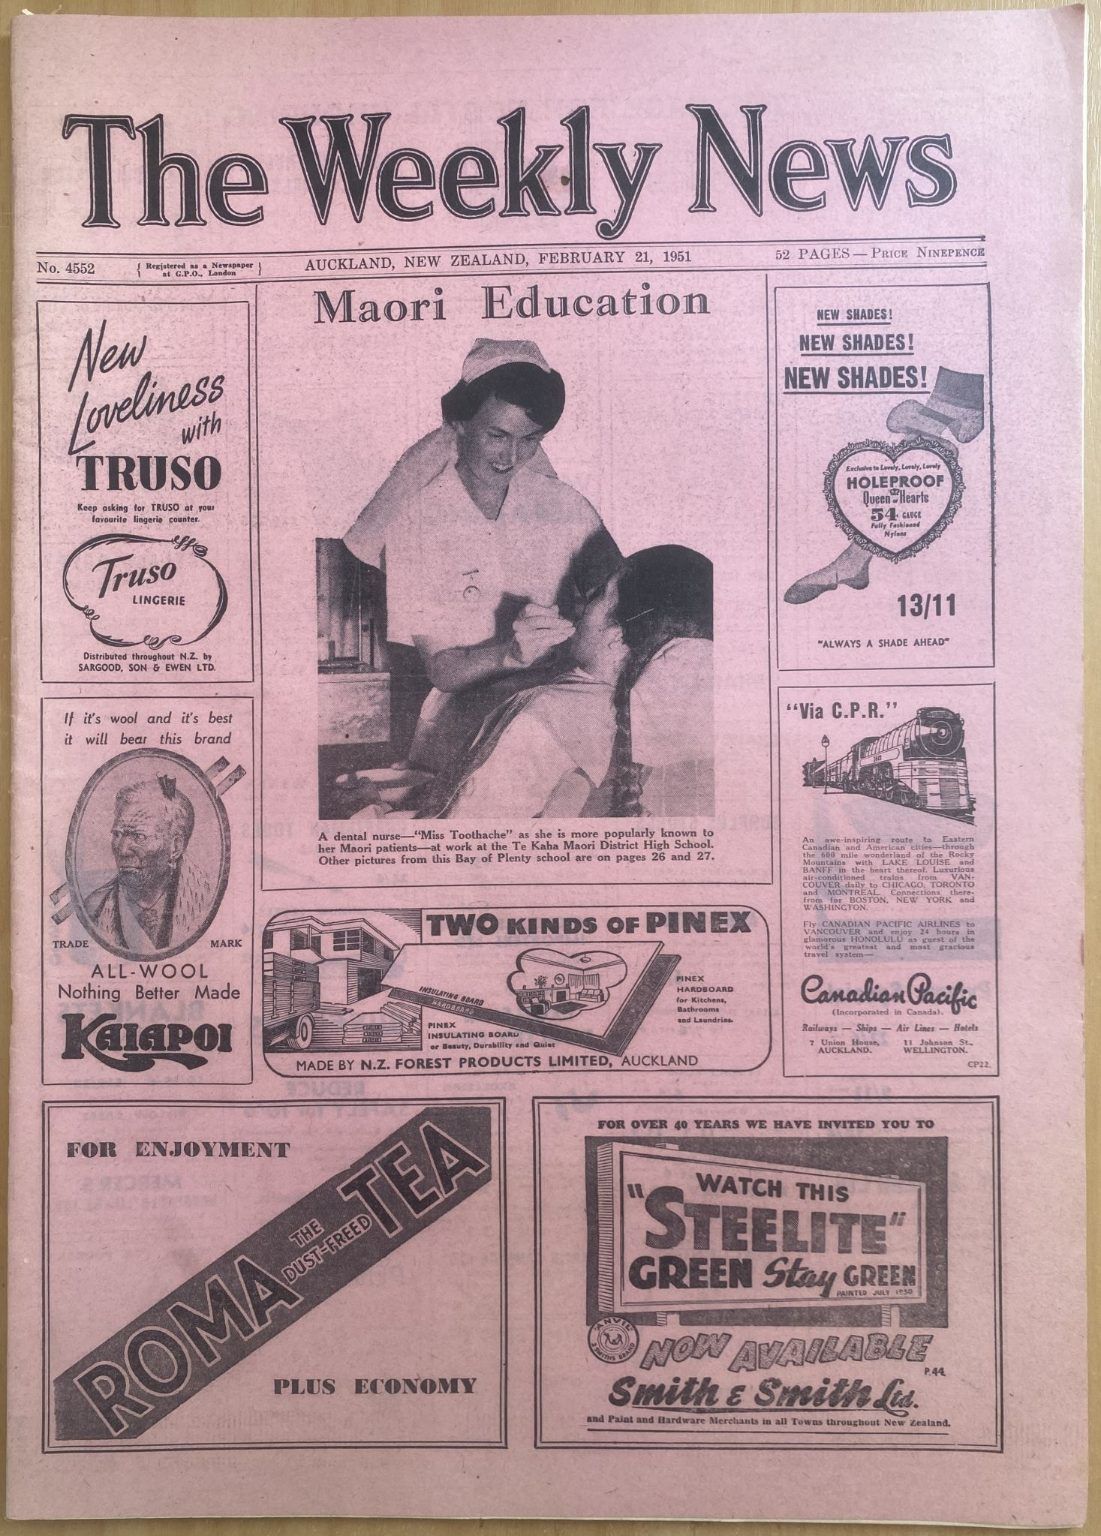 The Weekly News
No. 4552
Registered as a Newspaper
at G.P.O., London
AUCKLAND, NEW ZEALAND, FEBRUARY 21, 1951
52 PAGES — PRICE NINEPENCE
New
Loveliness
with
TRUSO
Keep asking for TRUSO at your
favourite lingerie counter.
Truso
LINGERIE
Distributed throughout N.Z. by
SARGOOD, SON & EWEN LTD.
If it's wool and it's best
it will bear this brand
TRADE MARK
ALL-WOOL
Nothing Better Made
KAIAPOI
Maori Education
A dental nurse—"Miss Toothache" as she is more popularly known to
her Maori patients—at work at the Te Kaha Maori District High School.
Other pictures from this Bay of Plenty school are on pages 26 and 27.
TWO KINDS OF PINEX
INSULATING BOARD
HARDBOARD
PINEX
HARDBOARD
for Kitchens,
Bathrooms
and Laundries.
PINEX
INSULATING BOARD
or Beauty, Durability and Quiet
MADE BY N.Z. FOREST PRODUCTS LIMITED, AUCKLAND
NEW SHADES!
NEW SHADES!
NEW SHADES!
Exclusive to Lovely, Lovely, Lovely
HOLEPROOF
Queen of Hearts
54 GAUGE
Fully Fashioned
Nylons
13/11
"ALWAYS A SHADE AHEAD"
"Via C.P.R."
An awe-inspiring route to Eastern
Canadian and American cities—through
the 600 mile wonderland of the Rocky
Mountains with LAKE LOUISE and
BANFF in the heart thereof. Luxurious
air-conditioned trains from VAN-
COUVER daily to CHICAGO, TORONTO
and MONTREAL. Connections there-
from for BOSTON, NEW YORK and
WASHINGTON.
Fly CANADIAN PACIFIC AIRLINES to
VANCOUVER and enjoy 24 hours in
glamorous HONOLULU as guest of the
world's greatest and most gracious
travel system—
Canadian Pacific
(Incorporated in Canada).
Railways — Ships — Air Lines — Hotels
7 Union House,
AUCKLAND.
11 Johnson St.,
WELLINGTON.
CP22.
FOR ENJOYMENT
ROMA THE DUST-FREED TEA
PLUS ECONOMY
FOR OVER 40 YEARS WE HAVE INVITED YOU TO
WATCH THIS
"STEELITE"
GREEN Stay GREEN
PAINTED JULY 1950
"ANVIL"
NOW AVAILABLE
P.44.
Smith & Smith Ltd.
and Paint and Hardware Merchants in all Towns throughout New Zealand.